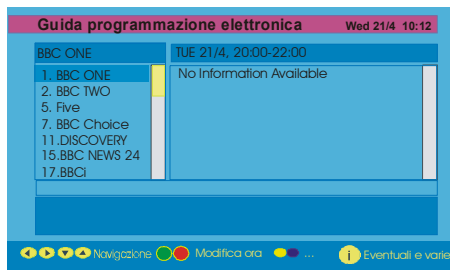 Guida programmazione elettronica Wed 21/4 10:12
BBC ONE
TUE 21/4, 20:00-22:00
1. BBC ONE
2. BBC TWO
5. Five
7. BBC Choice
11.DISCOVERY
15.BBC NEWS 24
17.BBCi
No Information Available
Navigazione
Modifica ora
...
i Eventuali e varie